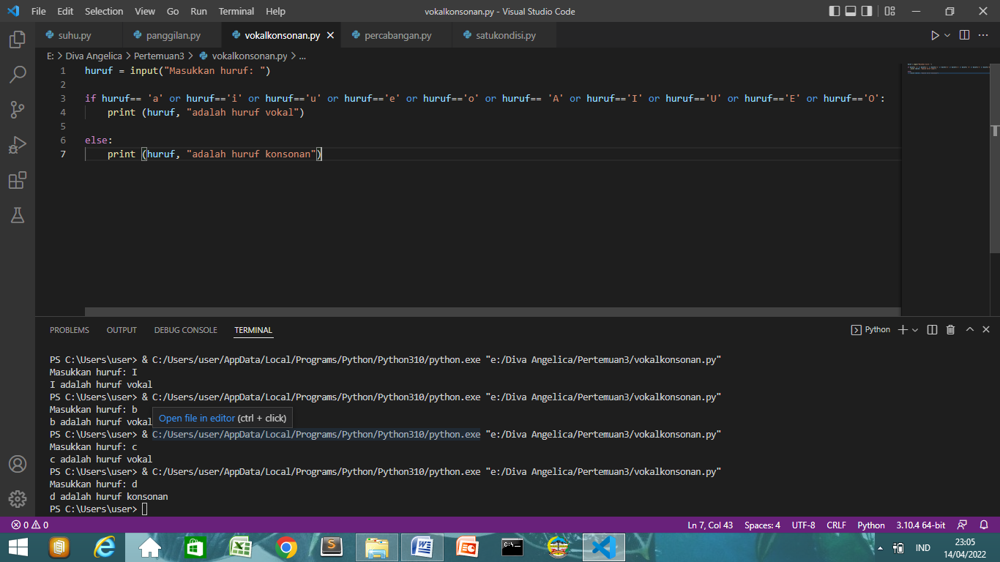 File Edit Selection View Go Run Terminal Help vokalkonsonan.py - Visual Studio Code
suhu.py panggilan.py vokalkonsonan.py percabangan.py satukondisi.py
E: > Diva Angelica > Pertemuan3 > vokalkonsonan.py > ...
1 huruf = input("Masukkan huruf: ")
2
3 if huruf== 'a' or huruf=='i' or huruf=='u' or huruf=='e' or huruf=='o' or huruf== 'A' or huruf=='I' or huruf=='U' or huruf=='E' or huruf=='O':
4 print (huruf, "adalah huruf vokal")
5
6 else:
7 print (huruf, "adalah huruf konsonan")
PROBLEMS OUTPUT DEBUG CONSOLE TERMINAL Python
PS C:\Users\user> & C:/Users/user/AppData/Local/Programs/Python/Python310/python.exe "e:/Diva Angelica/Pertemuan3/vokalkonsonan.py"
Masukkan huruf: I
I adalah huruf vokal
PS C:\Users\user> & C:/Users/user/AppData/Local/Programs/Python/Python310/python.exe "e:/Diva Angelica/Pertemuan3/vokalkonsonan.py"
Masukkan huruf: b
b adalah huruf vokal
Open file in editor (ctrl + click)
PS C:\Users\user> & C:/Users/user/AppData/Local/Programs/Python/Python310/python.exe "e:/Diva Angelica/Pertemuan3/vokalkonsonan.py"
Masukkan huruf: c
c adalah huruf vokal
PS C:\Users\user> & C:/Users/user/AppData/Local/Programs/Python/Python310/python.exe "e:/Diva Angelica/Pertemuan3/vokalkonsonan.py"
Masukkan huruf: d
d adalah huruf konsonan
PS C:\Users\user>
0 0 Ln 7, Col 43 Spaces: 4 UTF-8 CRLF Python 3.10.4 64-bit
IND 23:05
14/04/2022